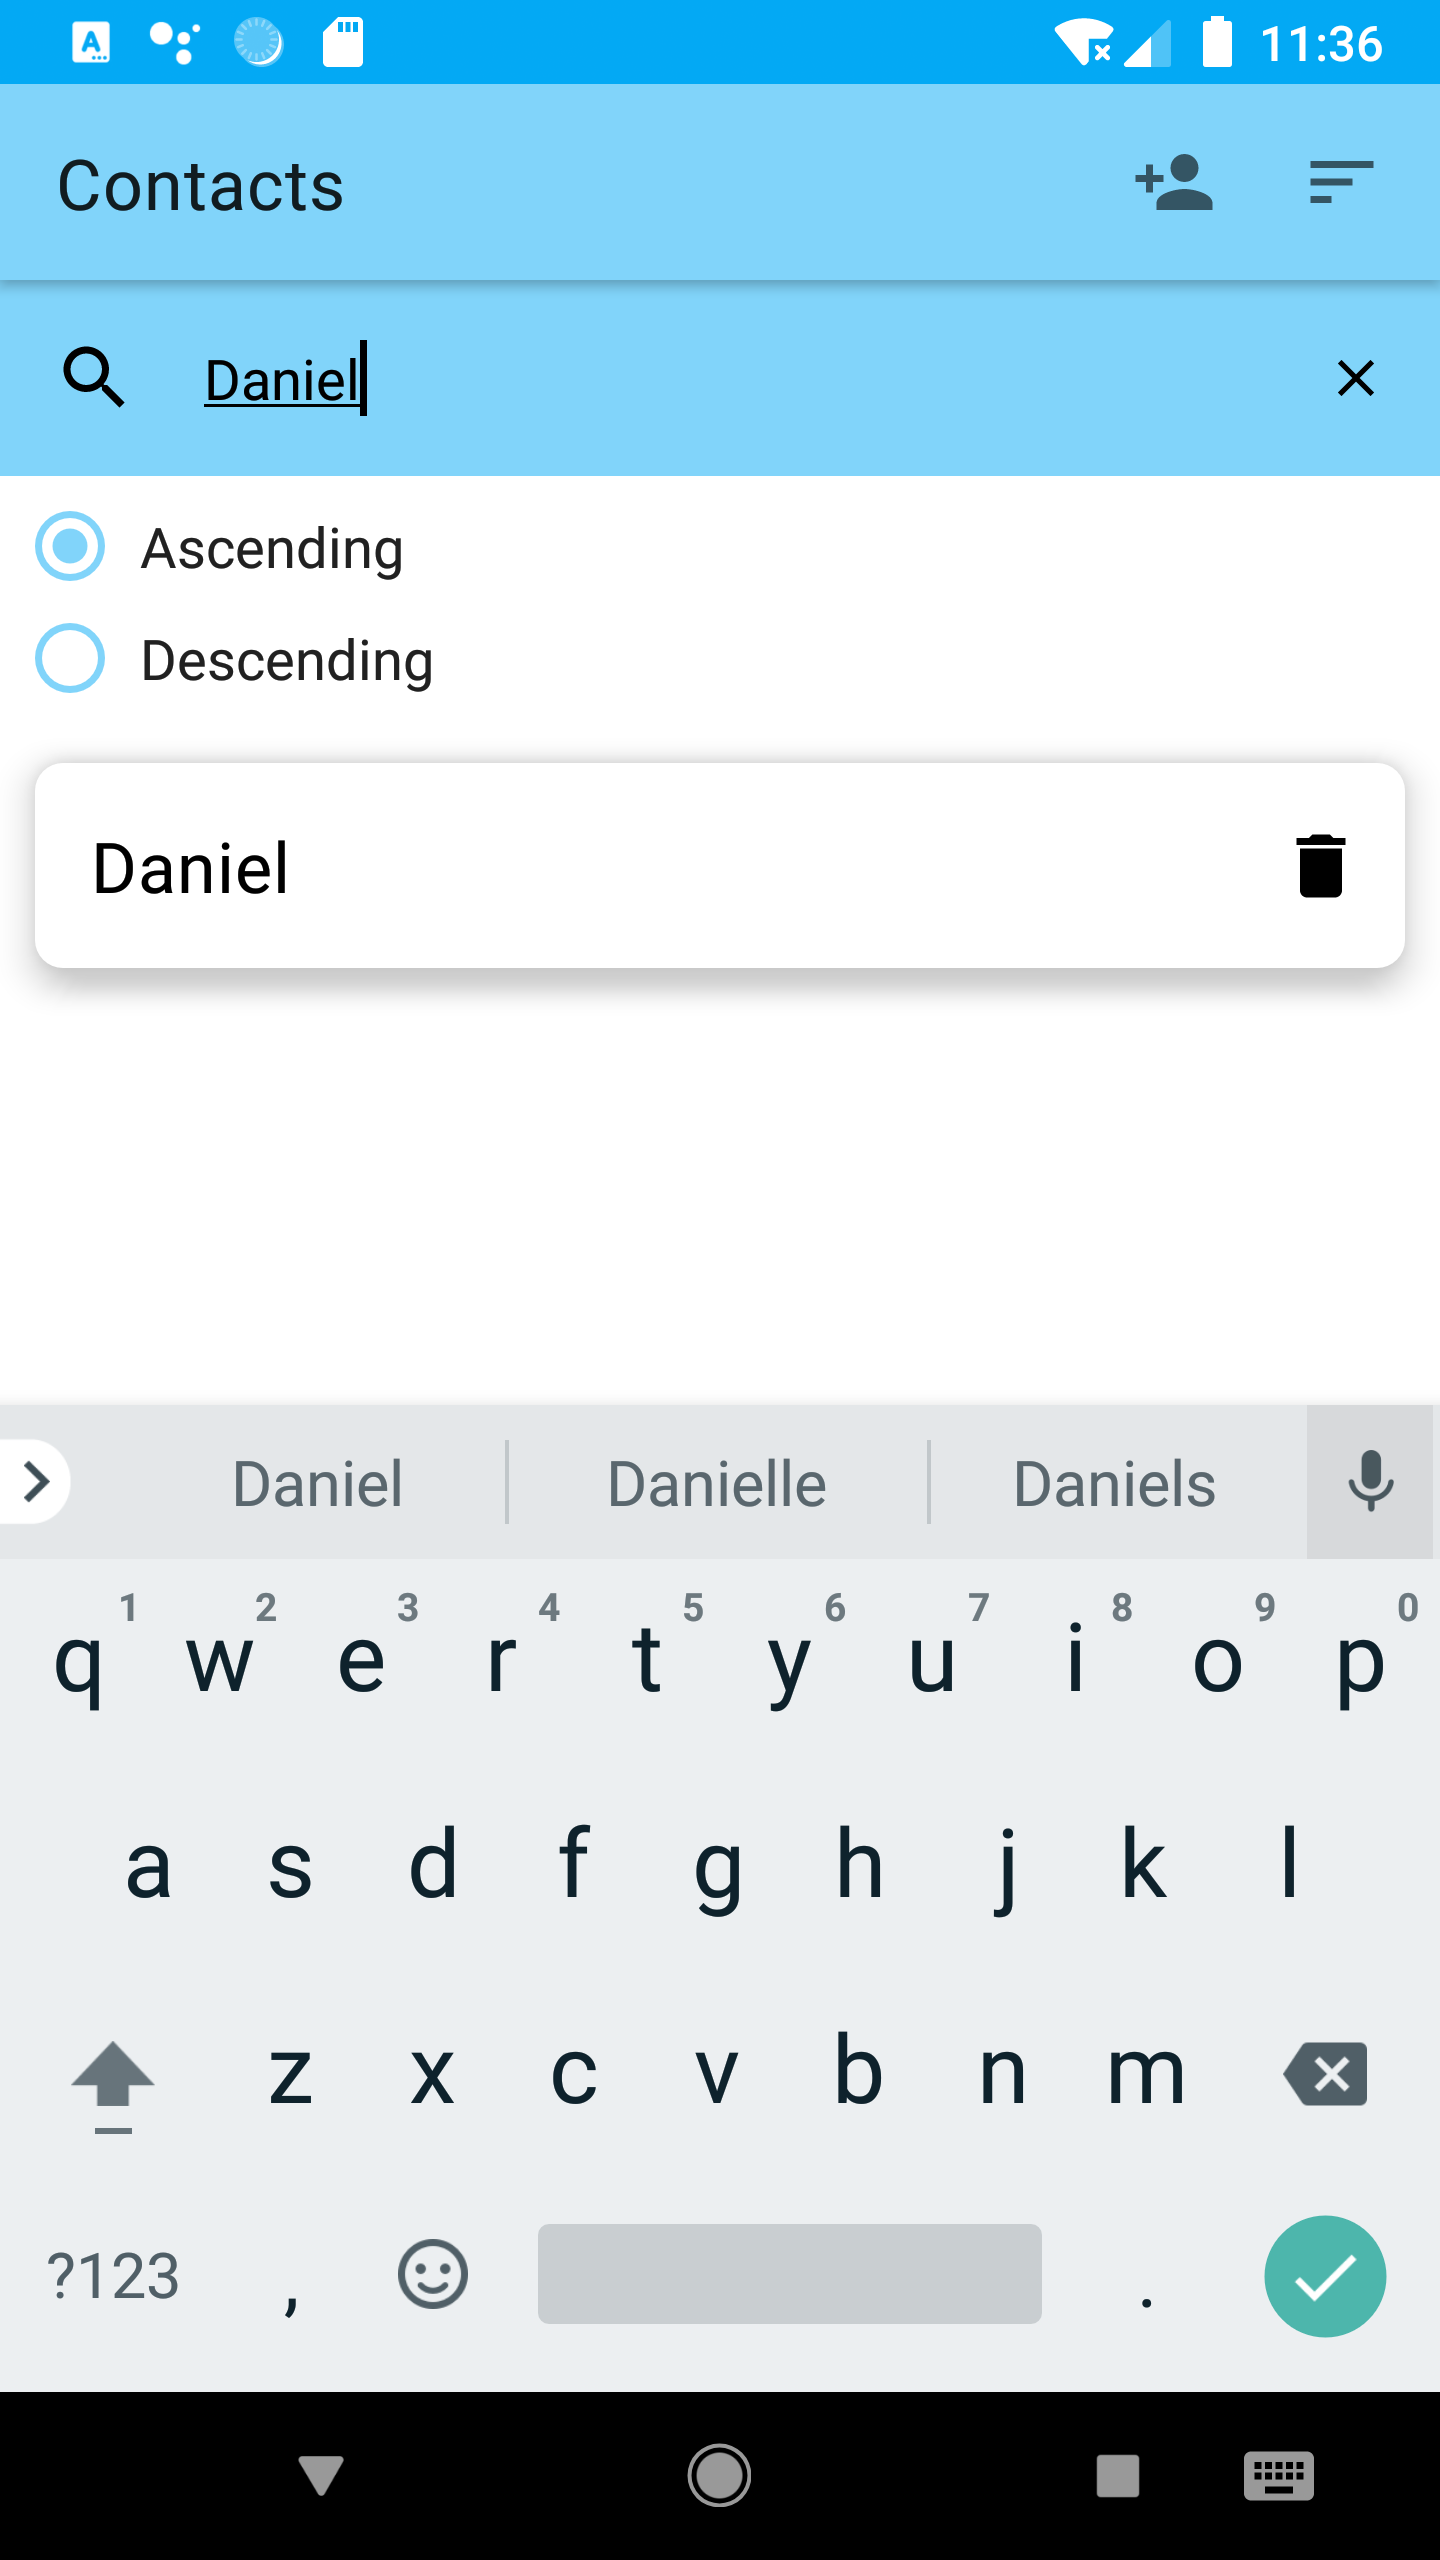 11:36
Contacts
Daniel
Ascending
Descending
Daniel
Daniel Danielle Daniels
1 2 3 4 5 6 7 8 9 0
q w e r t y u i o p
a s d f g h j k l
z x c v b n m
?123 , .